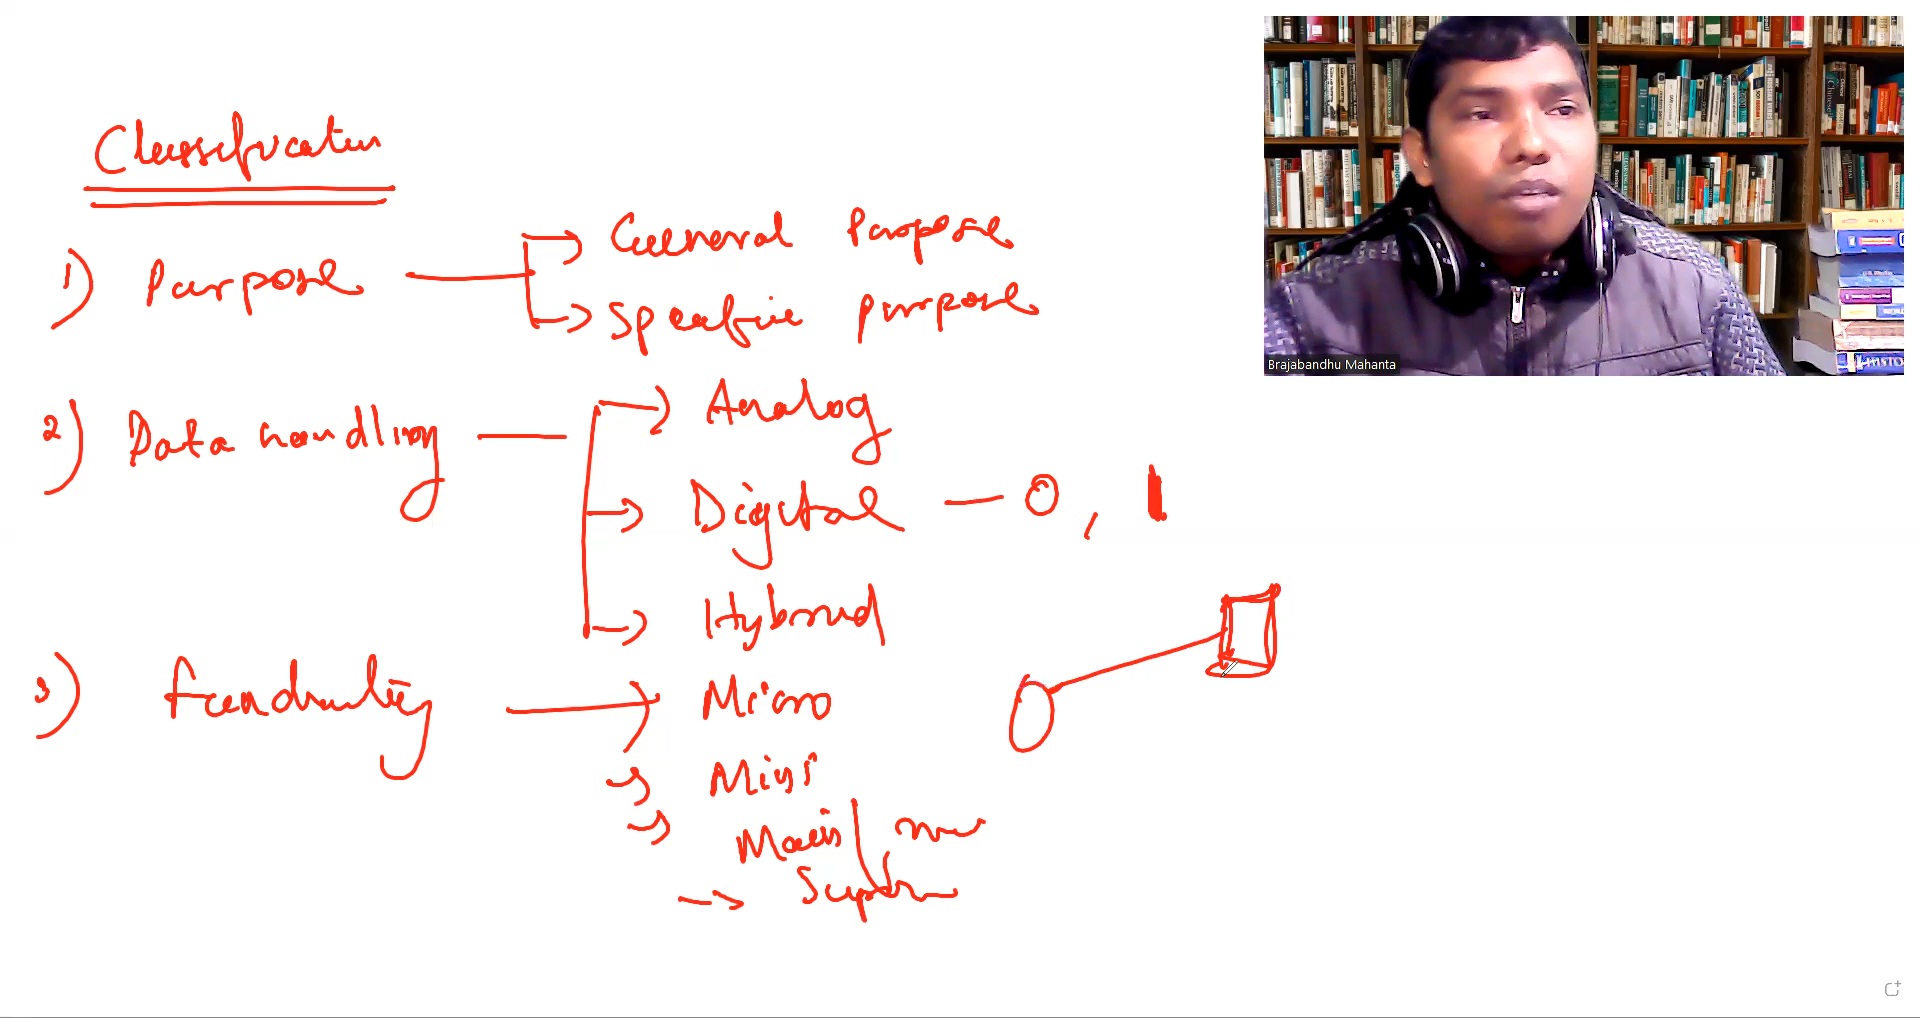 Classification
1) Purpose
General Purpose
Specific purpose
2) Data handling
Analog
Digital — 0, 1
Hybrid
3) functionality
Micro
Mini
Main
Super
Brajabandhu Mahanta